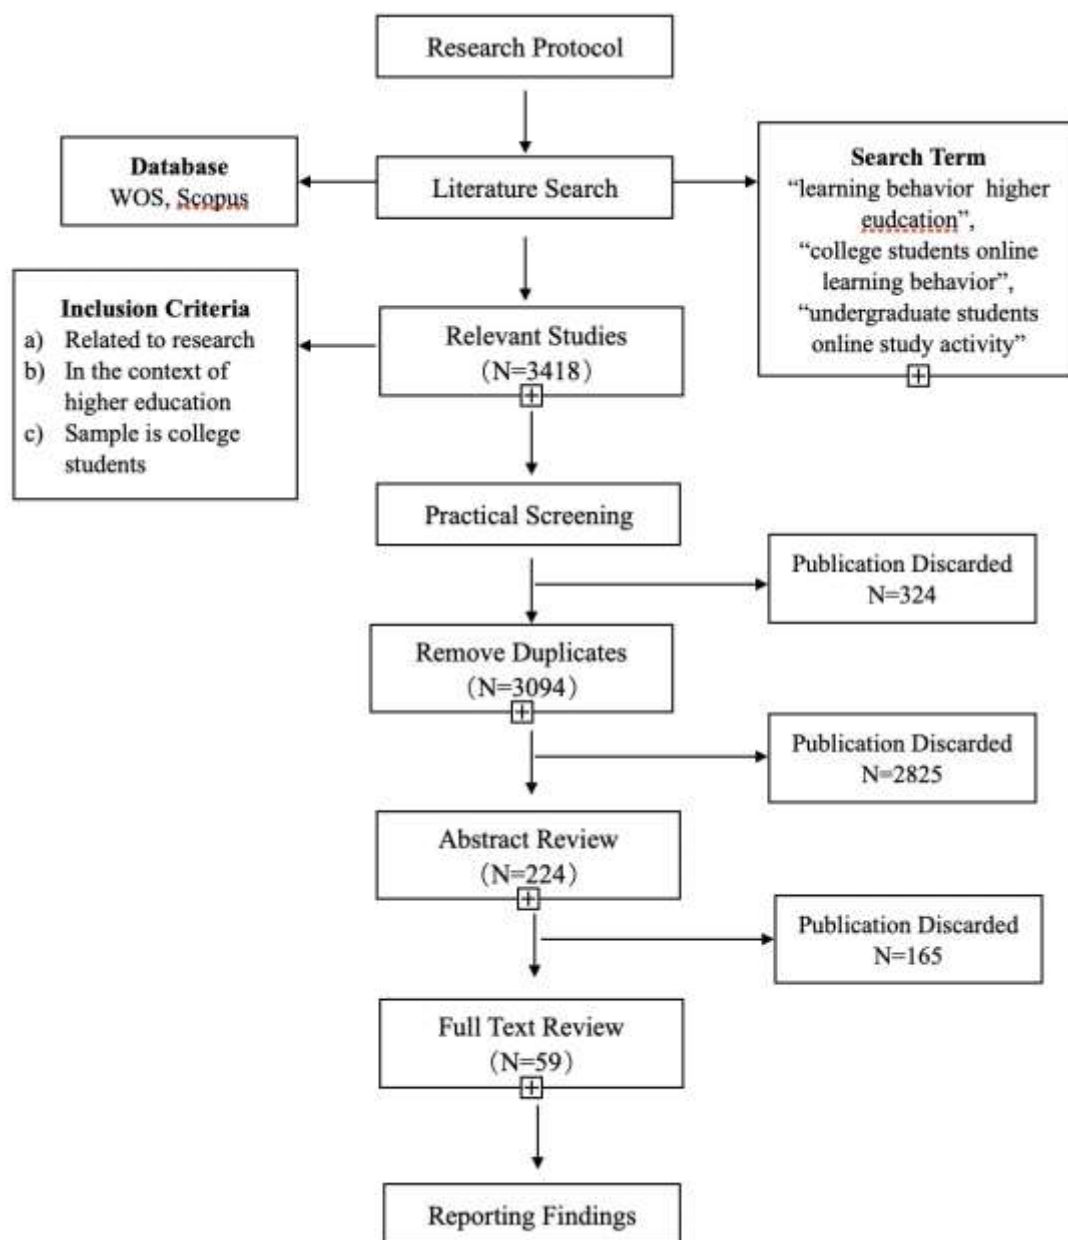 Research Protocol
Database
WOS, Scopus
Literature Search
Search Term
“learning behavior  higher
eudcation”,
“college students online
learning behavior”,
“undergraduate students
online study activity”
Inclusion Criteria
a) Related to research
b) In the context of
higher education
c) Sample is college
students
Relevant Studies
（N=3418）
Practical Screening
Publication Discarded
N=324
Remove Duplicates
（N=3094）
Publication Discarded
N=2825
Abstract Review
（N=224）
Publication Discarded
N=165
Full Text Review
（N=59）
Reporting Findings